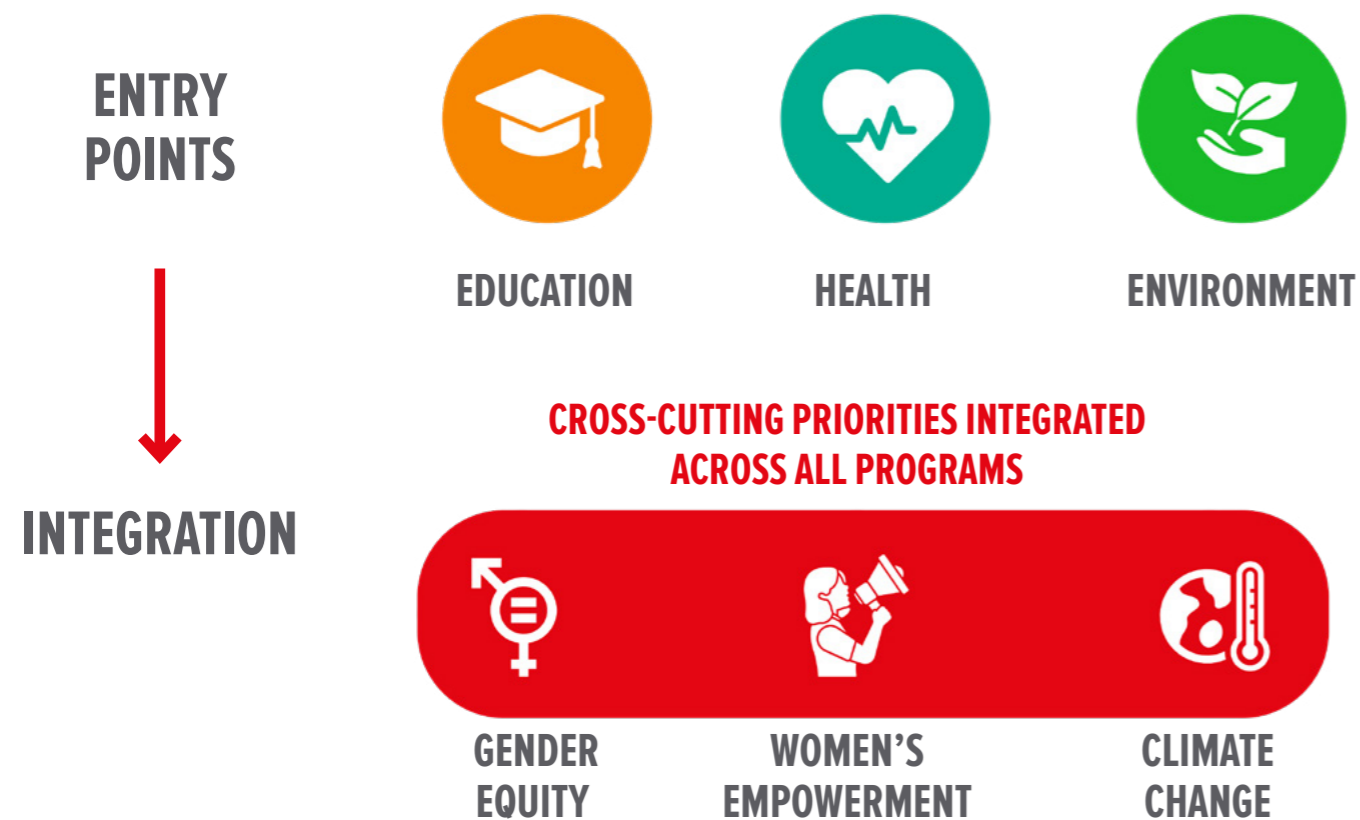 ENTRY
POINTS
EDUCATION
HEALTH
ENVIRONMENT
CROSS-CUTTING PRIORITIES INTEGRATED
ACROSS ALL PROGRAMS
INTEGRATION
GENDER
EQUITY
WOMEN’S
EMPOWERMENT
CLIMATE
CHANGE